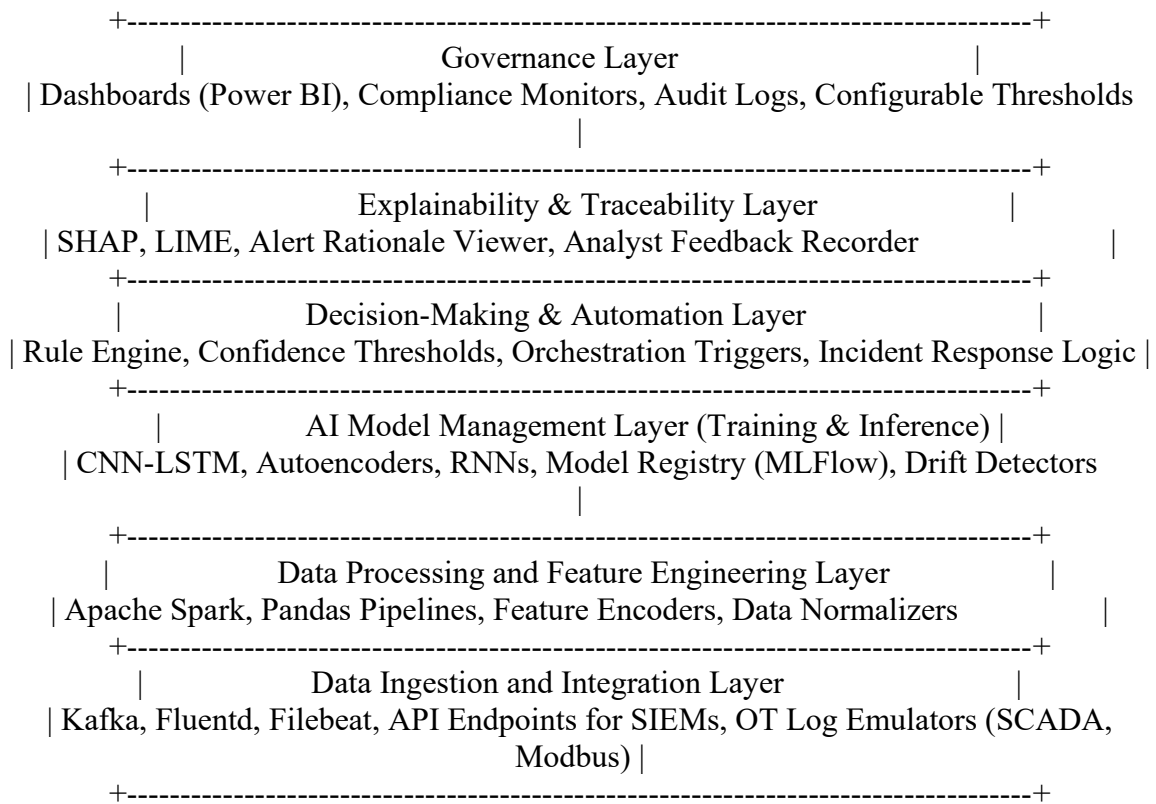 +-------------------------------------------------------------------------------------+
| Governance Layer |
| Dashboards (Power BI), Compliance Monitors, Audit Logs, Configurable Thresholds
|
+-------------------------------------------------------------------------------------+
| Explainability & Traceability Layer |
| SHAP, LIME, Alert Rationale Viewer, Analyst Feedback Recorder |
+-------------------------------------------------------------------------------------+
| Decision-Making & Automation Layer |
| Rule Engine, Confidence Thresholds, Orchestration Triggers, Incident Response Logic |
+-------------------------------------------------------------------------------------+
| AI Model Management Layer (Training & Inference) |
| CNN-LSTM, Autoencoders, RNNs, Model Registry (MLFlow), Drift Detectors
|
+-------------------------------------------------------------------------------------+
| Data Processing and Feature Engineering Layer |
| Apache Spark, Pandas Pipelines, Feature Encoders, Data Normalizers |
+-------------------------------------------------------------------------------------+
| Data Ingestion and Integration Layer |
| Kafka, Fluentd, Filebeat, API Endpoints for SIEMs, OT Log Emulators (SCADA,
Modbus) |
+-------------------------------------------------------------------------------------+